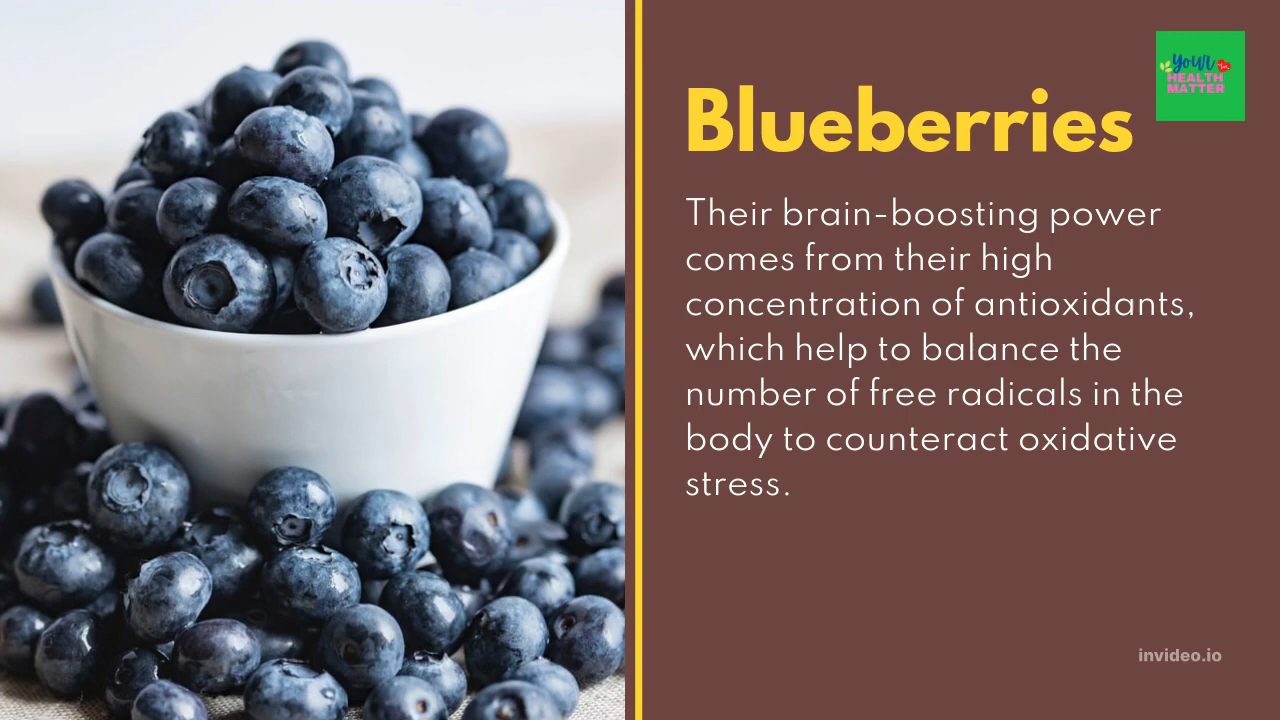 Your
HEALTH
MATTER
Blueberries
Their brain-boosting power
comes from their high
concentration of antioxidants,
which help to balance the
number of free radicals in the
body to counteract oxidative
stress.
invideo.io